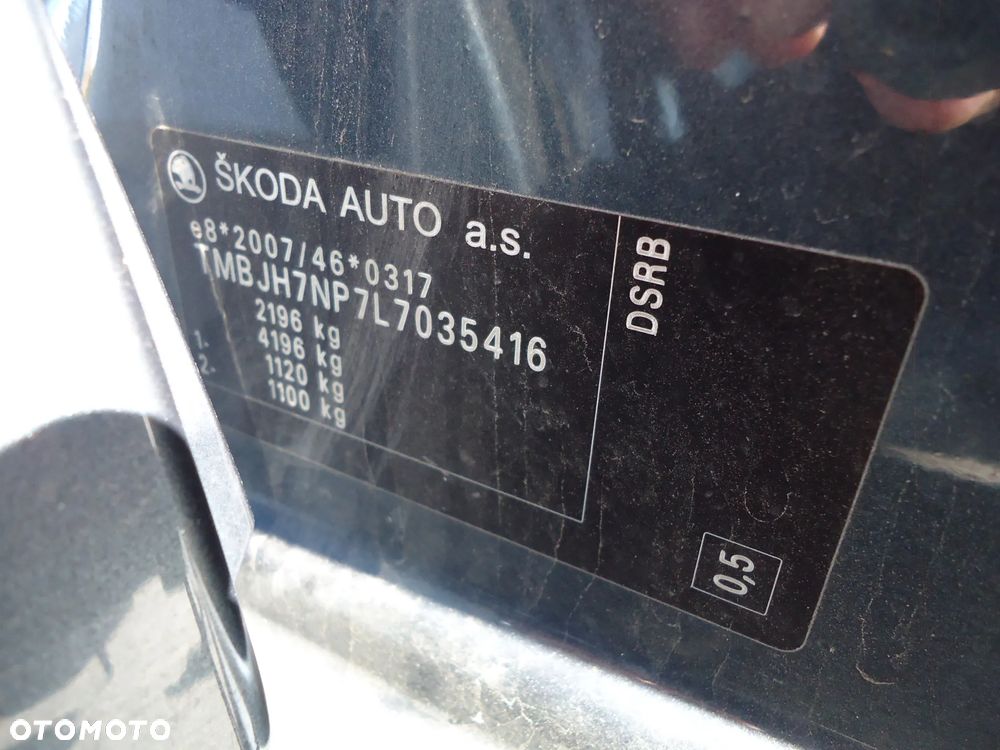 ŠKODA AUTO a.s.
e8*2007/46*0317
TMBJH7NP7L7035416
2196 kg
4196 kg
1. 1120 kg
2. 1100 kg
DSRB
0,5
OTOMOTO